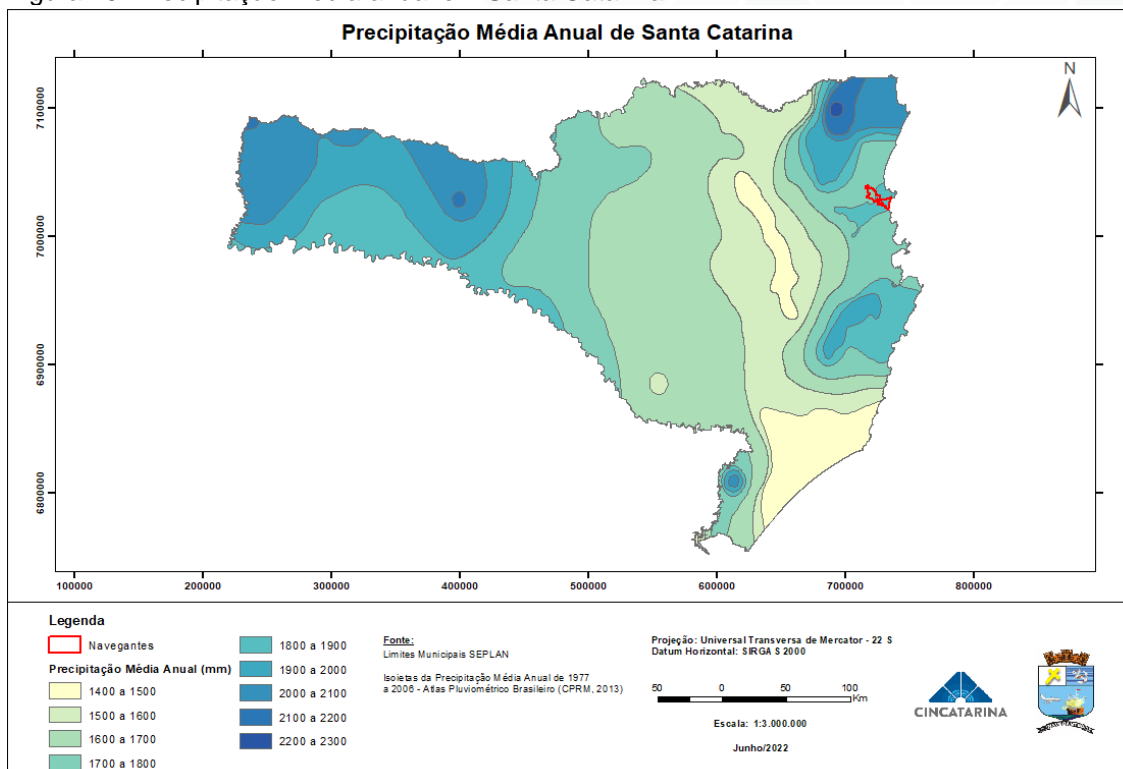 Precipitação Média Anual de Santa Catarina
N
7100000
7000000
6900000
6800000
100000 200000 300000 400000 500000 600000 700000 800000
Legenda
Navegantes
Precipitação Média Anual (mm)
1400 a 1500
1500 a 1600
1600 a 1700
1700 a 1800
1800 a 1900
1900 a 2000
2000 a 2100
2100 a 2200
2200 a 2300
Fonte:
Limites Municipais SEPLAN
Isoietas da Precipitação Média Anual de 1977
a 2006 - Atlas Pluviométrico Brasileiro (CPRM, 2013)
Projeção: Universal Transversa de Mercator - 22 S
Datum Horizontal: SIRGAS 2000
50 0 50 100
Km
Escala: 1:3.000.000
Junho/2022
CINCATARINA